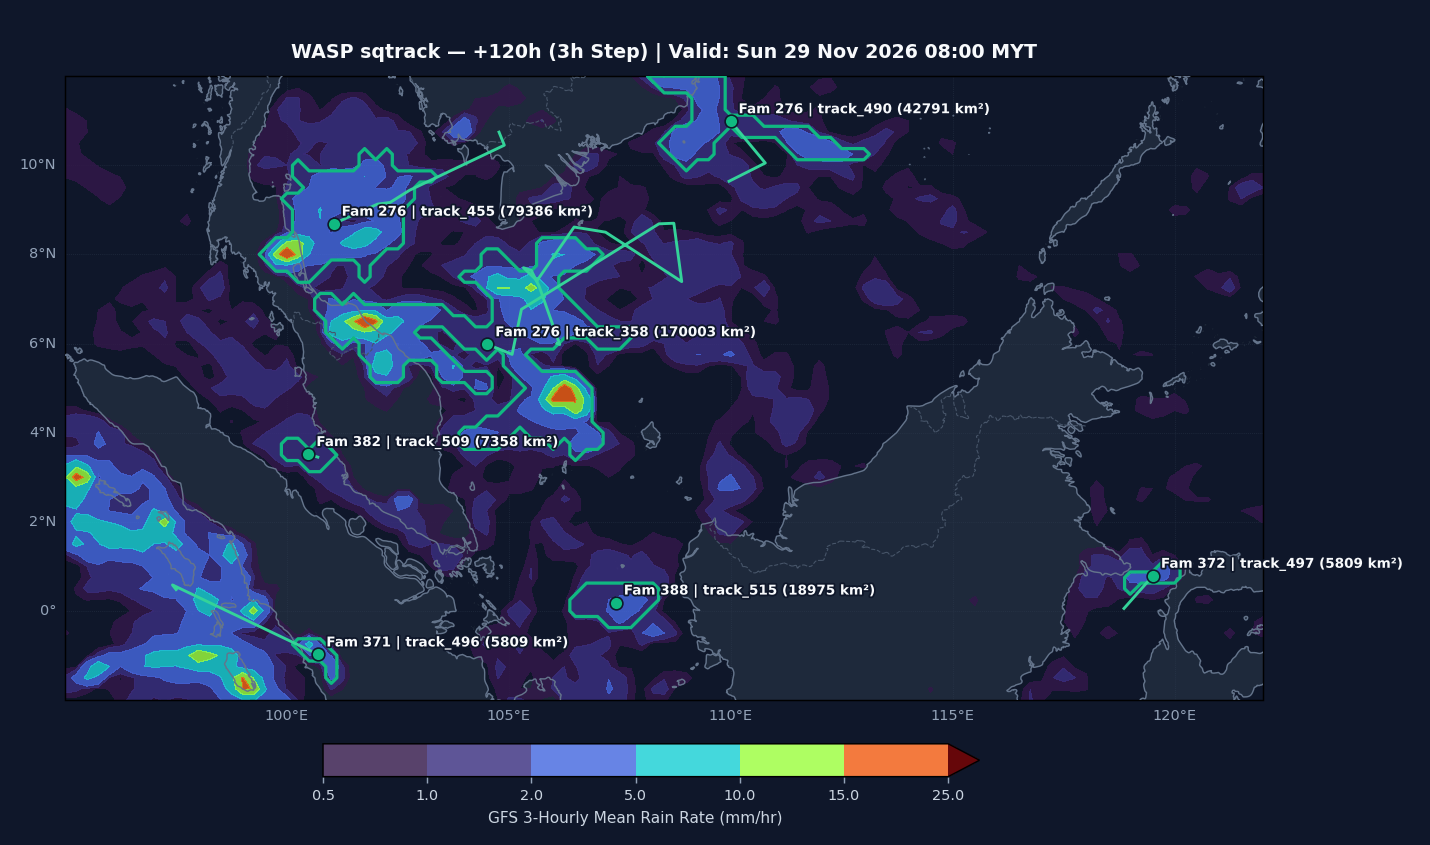 WASP sqtrack — +120h (3h Step) | Valid: Sun 29 Nov 2026 08:00 MYT
Fam 276 | track_490 (42791 km²)
10°N
Fam 276 | track_455 (79386 km²)
8°N
Fam 276 | track_358 (170003 km²)
6°N
4°N
Fam 382 | track_509 (7358 km²)
2°N
Fam 372 | track_497 (5809 km²)
Fam 388 | track_515 (18975 km²)
0°
Fam 371 | track_496 (5809 km²)
100°E 105°E 110°E 115°E 120°E
0.5 1.0 2.0 5.0 10.0 15.0 25.0
GFS 3-Hourly Mean Rain Rate (mm/hr)